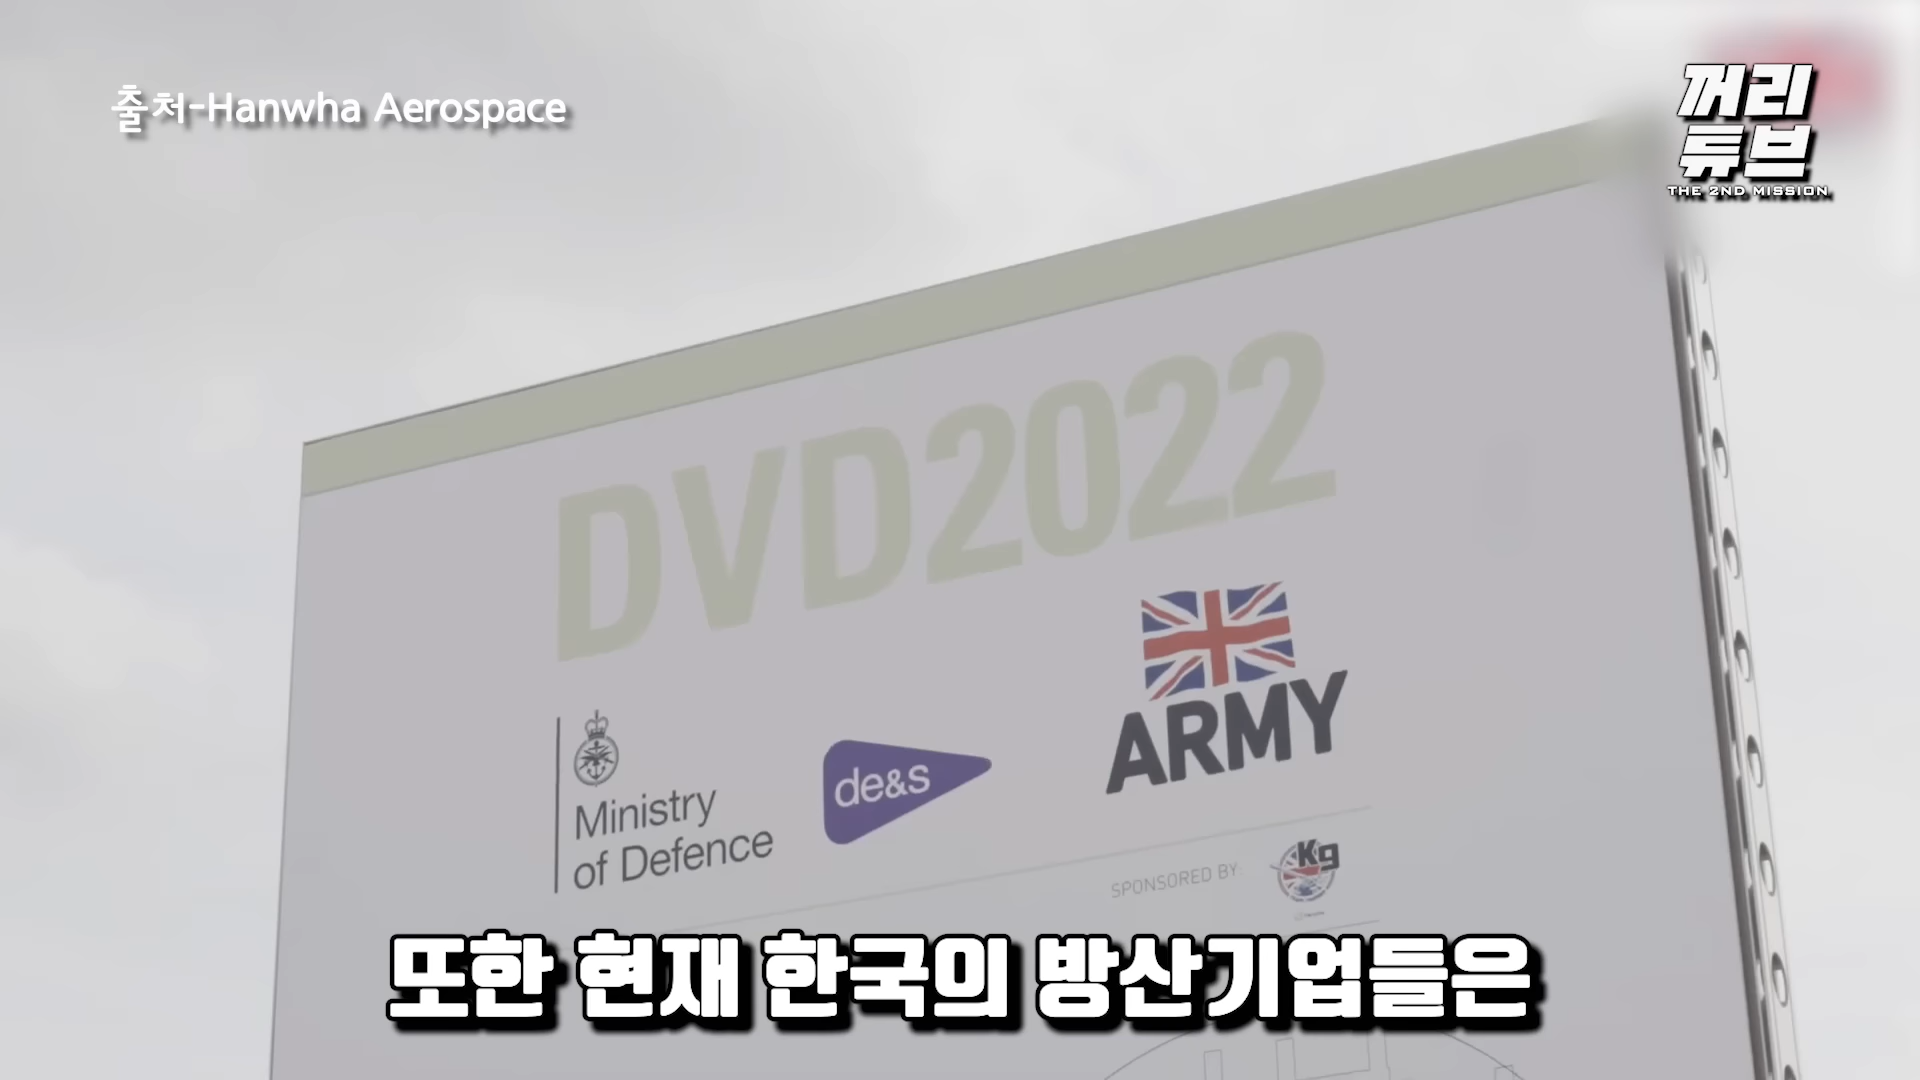 출처-Hanwha Aerospace
꺼리
튜브
THE 2ND MISSION
DVD2022
ARMY
Ministry
of Defence
de&s
SPONSORED BY
K9
또한 현재 한국의 방산기업들은